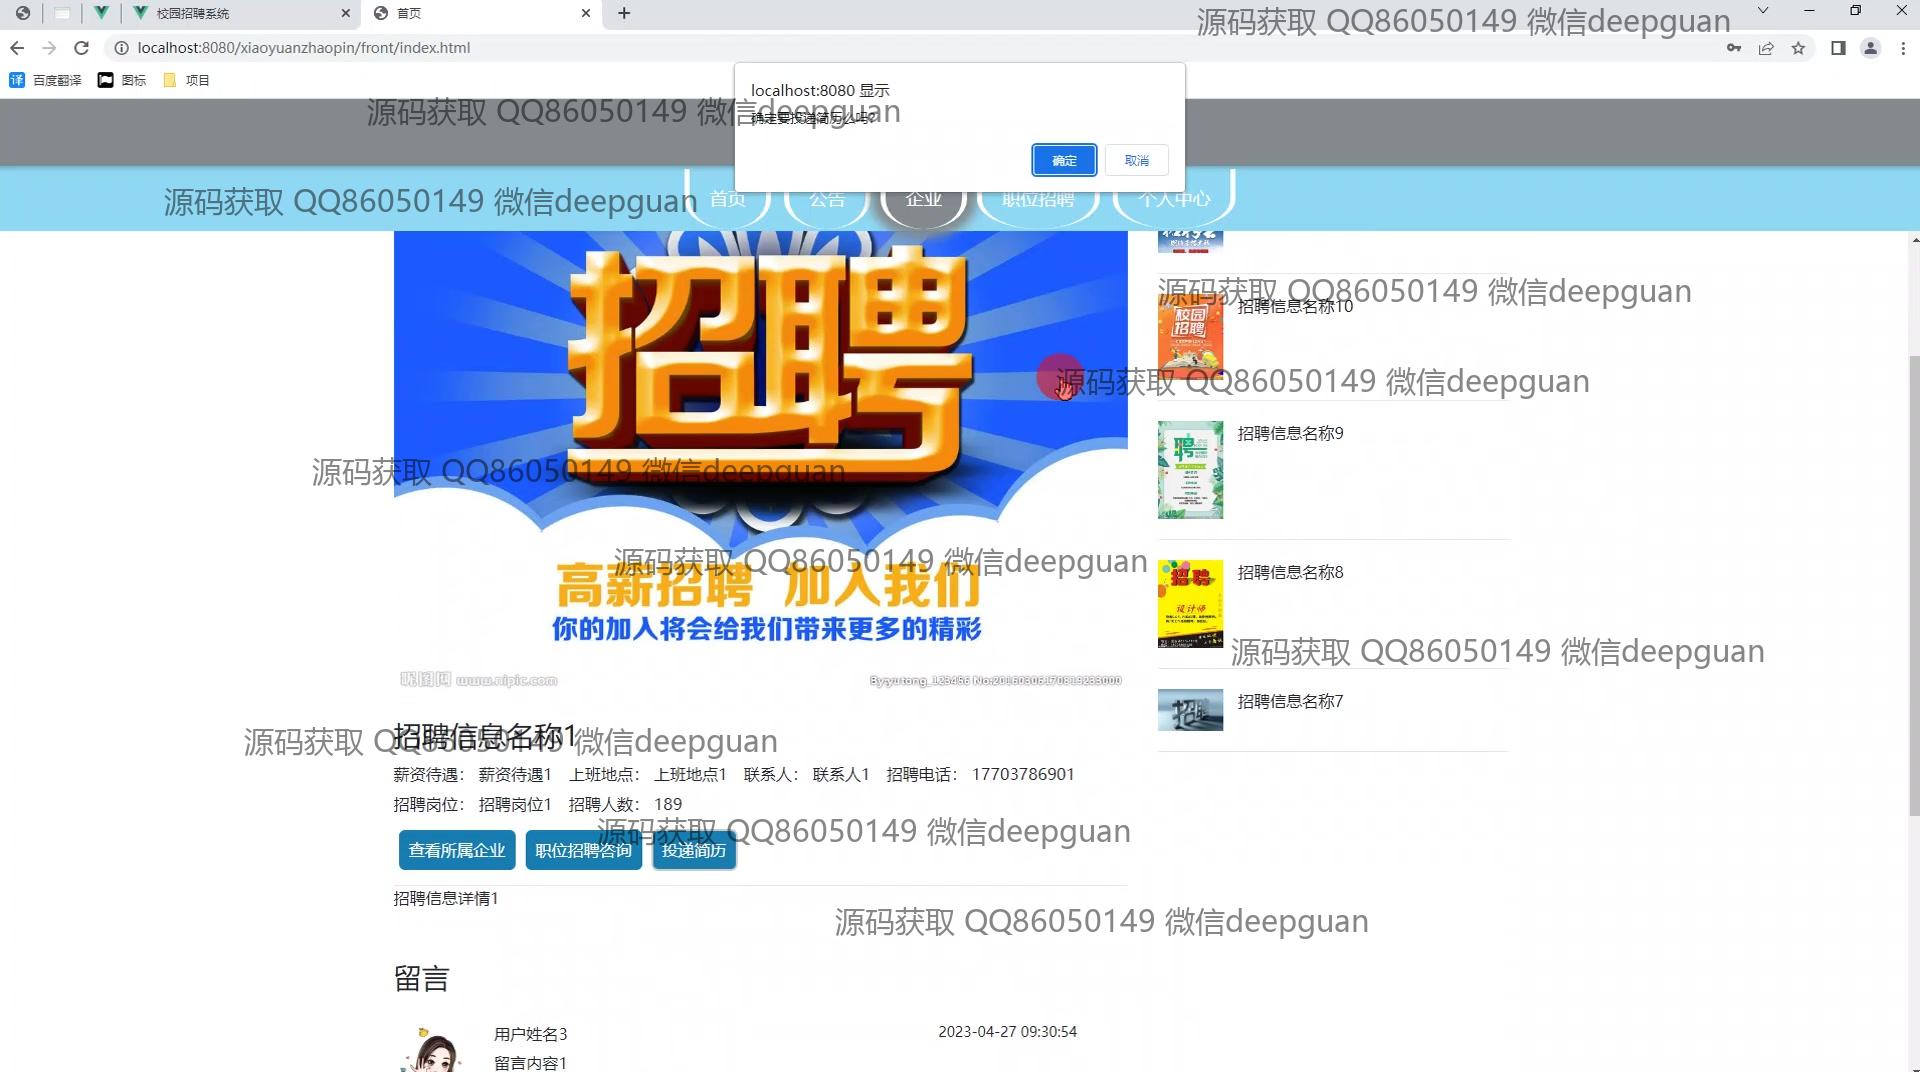 校园招聘系统
首页
localhost:8080/xiaoyuanzhaopin/front/index.html
百度翻译
图标
项目
源码获取 QQ86050149 微信deepguan
localhost:8080 显示
确定要投递简历么吗?
确定
取消
源码获取 QQ86050149 微信deepguan
源码获取 QQ86050149 微信deepguan
首页
公告
企业
职位招聘
个人中心
招聘
源码获取 QQ86050149 微信deepguan
招聘信息名称10
校园招聘
源码获取 QQ86050149 微信deepguan
聘
招聘信息名称9
源码获取 QQ86050149 微信deepguan
源码获取 QQ86050149 微信deepguan
高新招聘 加入我们
你的加入将会给我们带来更多的精彩
招聘
设计师
招聘信息名称8
源码获取 QQ86050149 微信deepguan
昵图网 www.nipic.com
招聘
招聘信息名称7
源码获取 QQ86050149 微信deepguan
招聘信息名称1
薪资待遇: 薪资待遇1 上班地点: 上班地点1 联系人: 联系人1 招聘电话: 17703786901
招聘岗位: 招聘岗位1 招聘人数: 189
源码获取 QQ86050149 微信deepguan
查看所属企业
职位招聘咨询
投递简历
招聘信息详情1
源码获取 QQ86050149 微信deepguan
留言
用户姓名3
2023-04-27 09:30:54
留言内容1